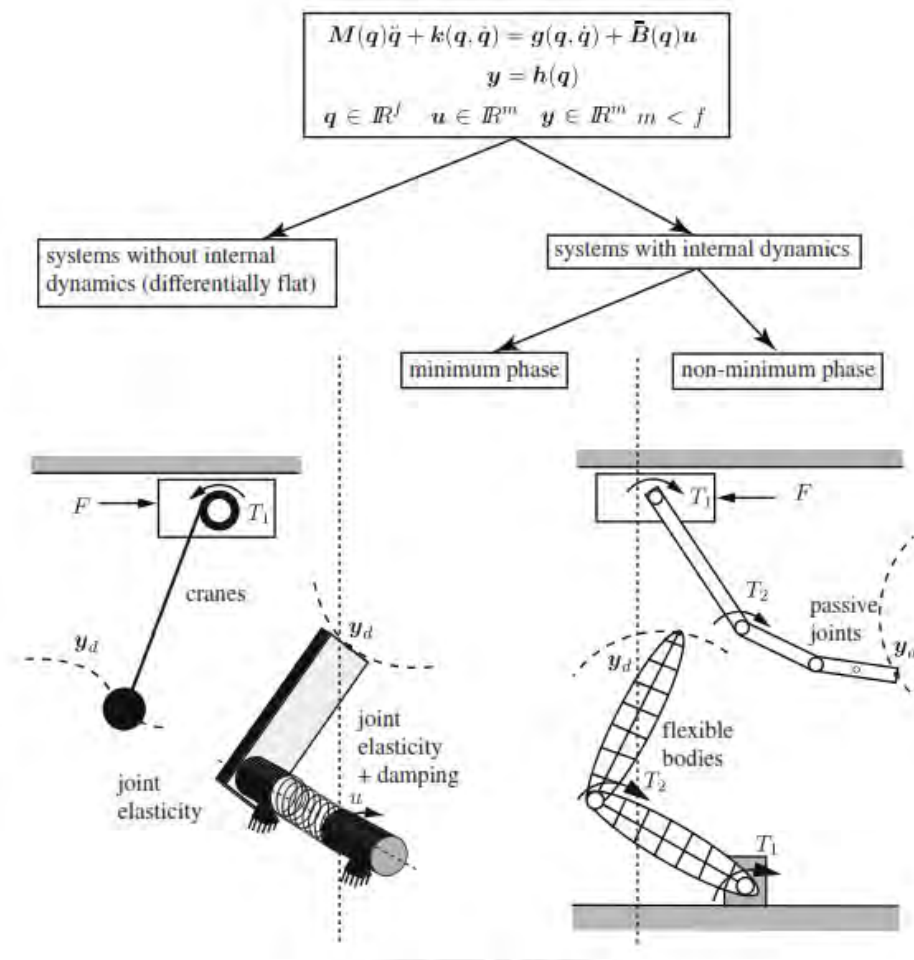 M(q)q̈ + k(q, q̇) = g(q, q̇) + B̄(q)u
y = h(q)
q ∈ ℝ^f u ∈ ℝ^m y ∈ ℝ^m m < f
systems without internal
dynamics (differentially flat)
systems with internal dynamics
minimum phase
non-minimum phase
F
T₁
cranes
y_d
joint
elasticity
y_d
joint
elasticity
+ damping
u
T₁
F
T₂
passive
joints
y_d
y_d
flexible
bodies
T₂
T₁